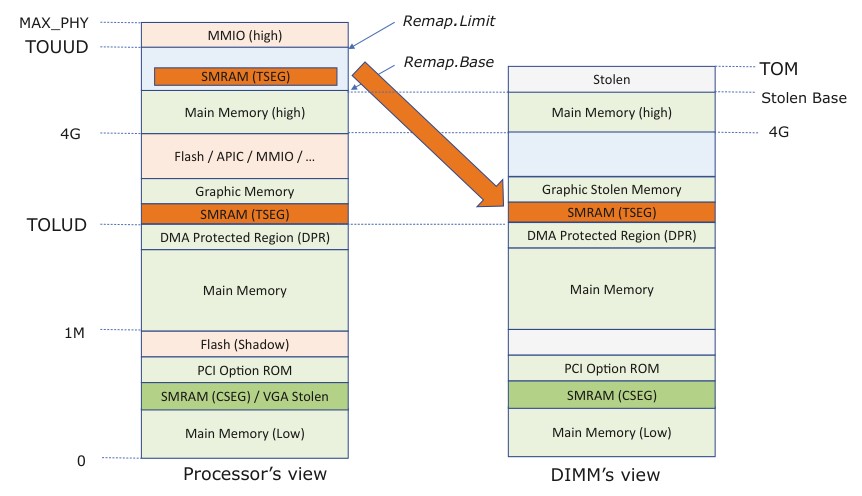 MAX_PHY
TOUUD
4G
TOLUD
1M
0
MMIO (high)
SMRAM (TSEG)
Main Memory (high)
Flash / APIC / MMIO / ...
Graphic Memory
SMRAM (TSEG)
DMA Protected Region (DPR)
Main Memory
Flash (Shadow)
PCI Option ROM
SMRAM (CSEG) / VGA Stolen
Main Memory (Low)
Processor’s view
Remap.Limit
Remap.Base
Stolen
Main Memory (high)
Graphic Stolen Memory
SMRAM (TSEG)
DMA Protected Region (DPR)
Main Memory
PCI Option ROM
SMRAM (CSEG)
Main Memory (Low)
DIMM’s view
TOM
Stolen Base
4G